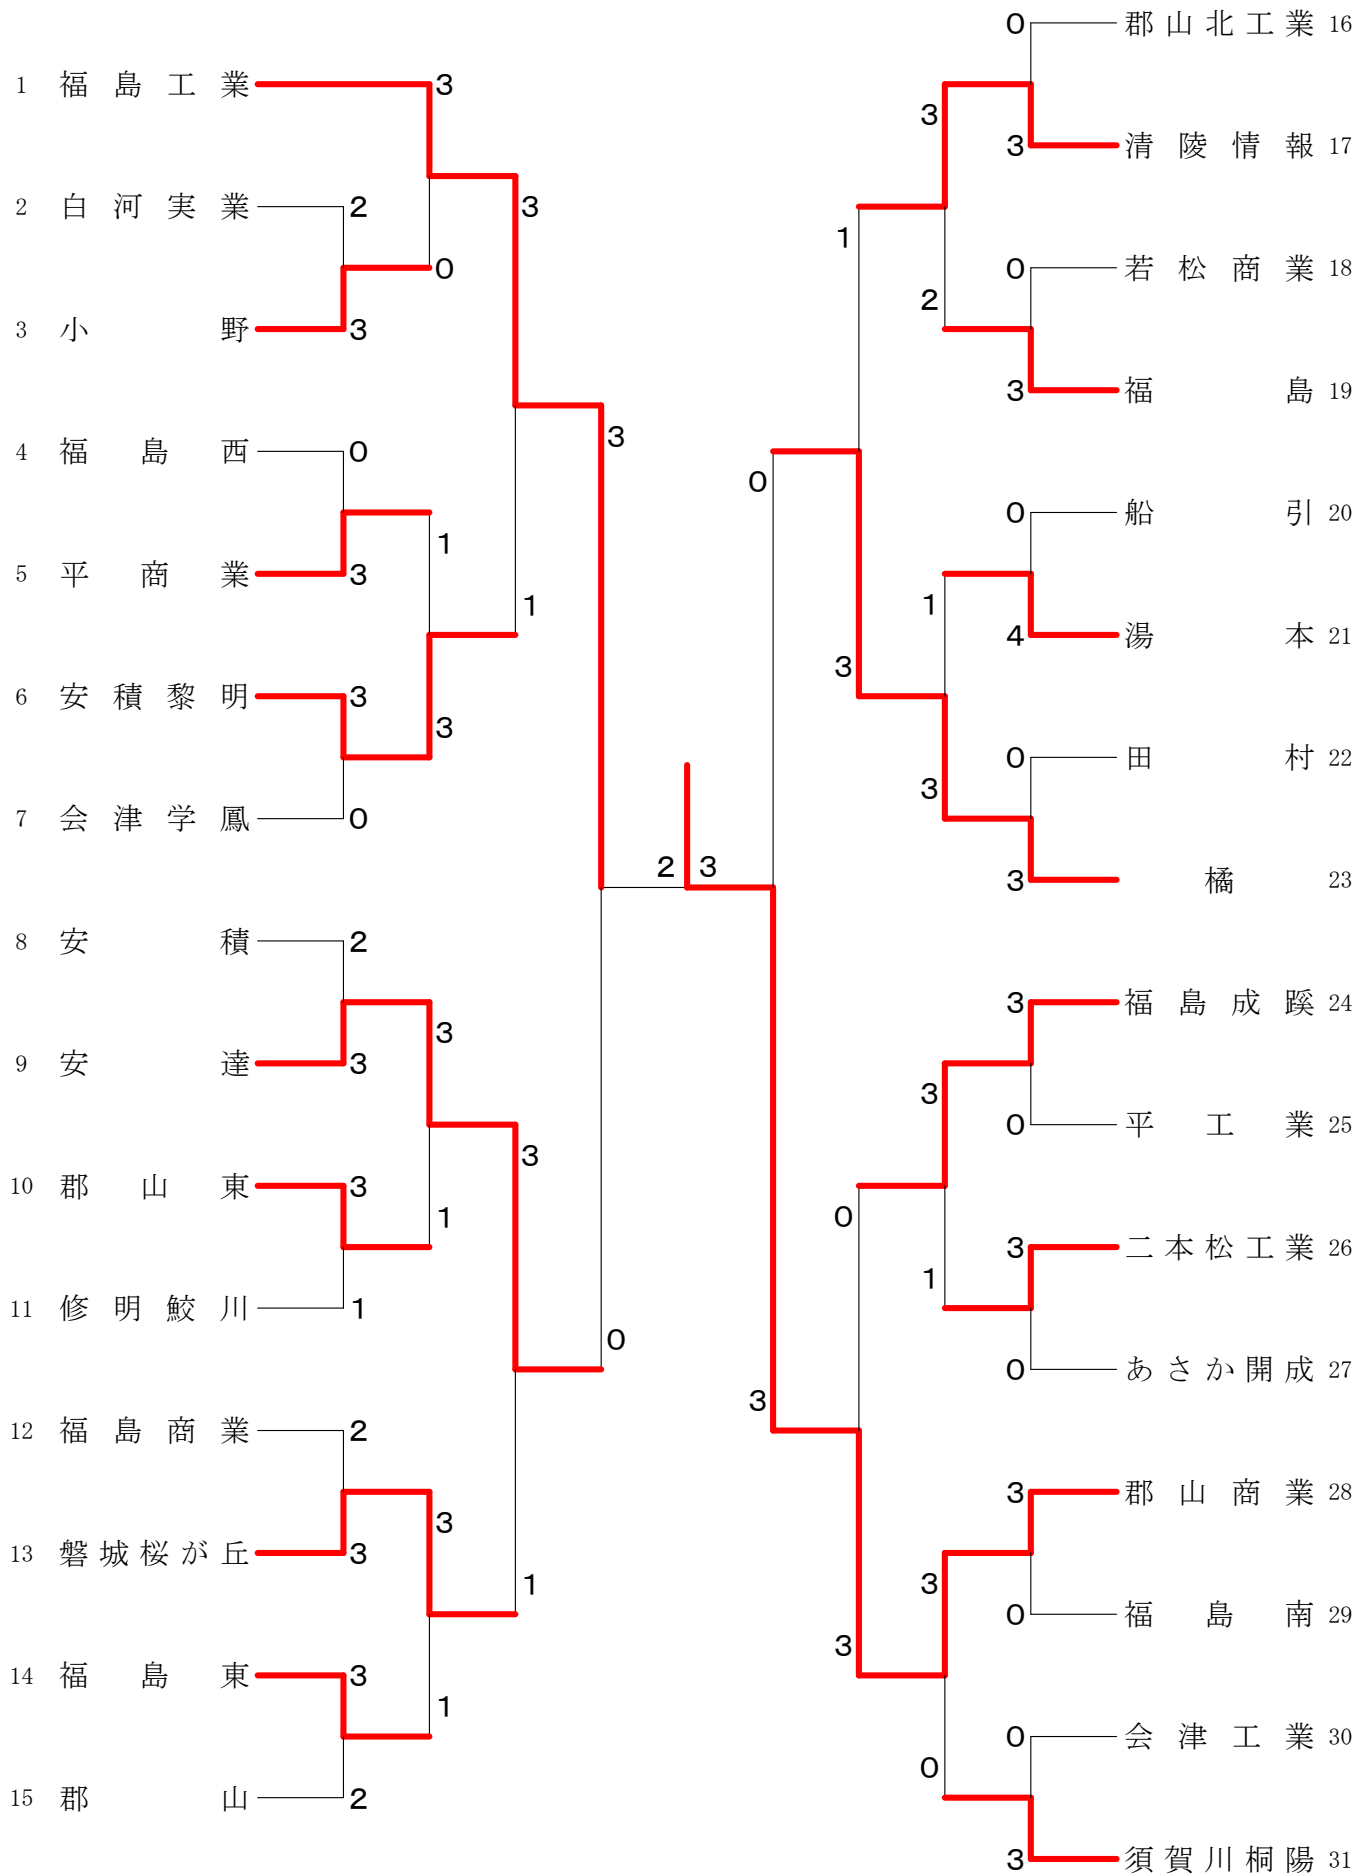 1 福島工業 3
3
2 白河実業 2
0
3 小野 3
3
4 福島西 0
1
5 平商業 3
1
6 安積黎明 3
3
7 会津学鳳 0
8 安積 2
3
9 安達 3
3
10 郡山東 3
1
11 修明鮫川 1
0
12 福島商業 2
3
13 磐城桜が丘 3
1
14 福島東 3
1
15 郡山 2
2 3
0 郡山北工業 16
3
3 清陵情報 17
1
0 若松商業 18
2
3 福島 19
0
0 船引 20
1
4 湯本 21
3
0 田村 22
3
3 橘 23
3 福島成蹊 24
3
0 平工業 25
0
3 二本松工業 26
1
0 あさか開成 27
3
3 郡山商業 28
3
0 福島南 29
3
0 会津工業 30
0
3 須賀川桐陽 31